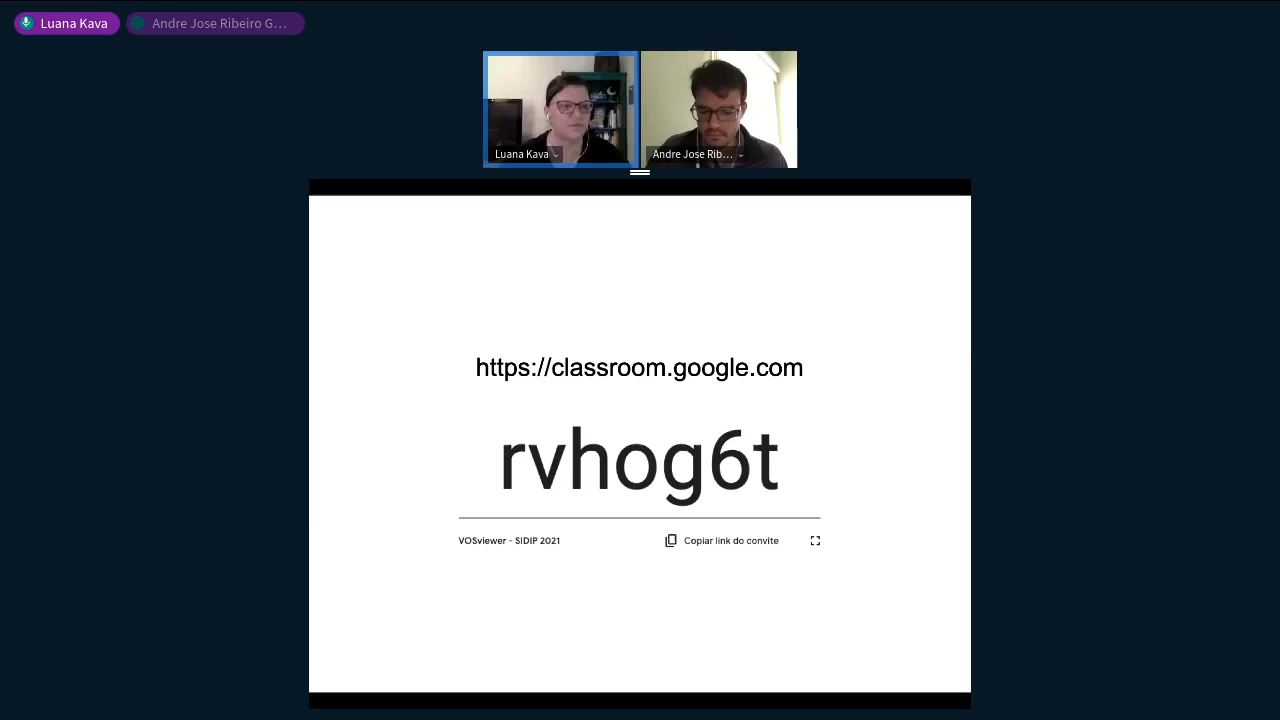 Luana Kava
Andre Jose Ribeiro G...
Luana Kava
Andre Jose Rib...
https://classroom.google.com
rvhog6t
VOSviewer - SIDIP 2021
Copiar link do convite